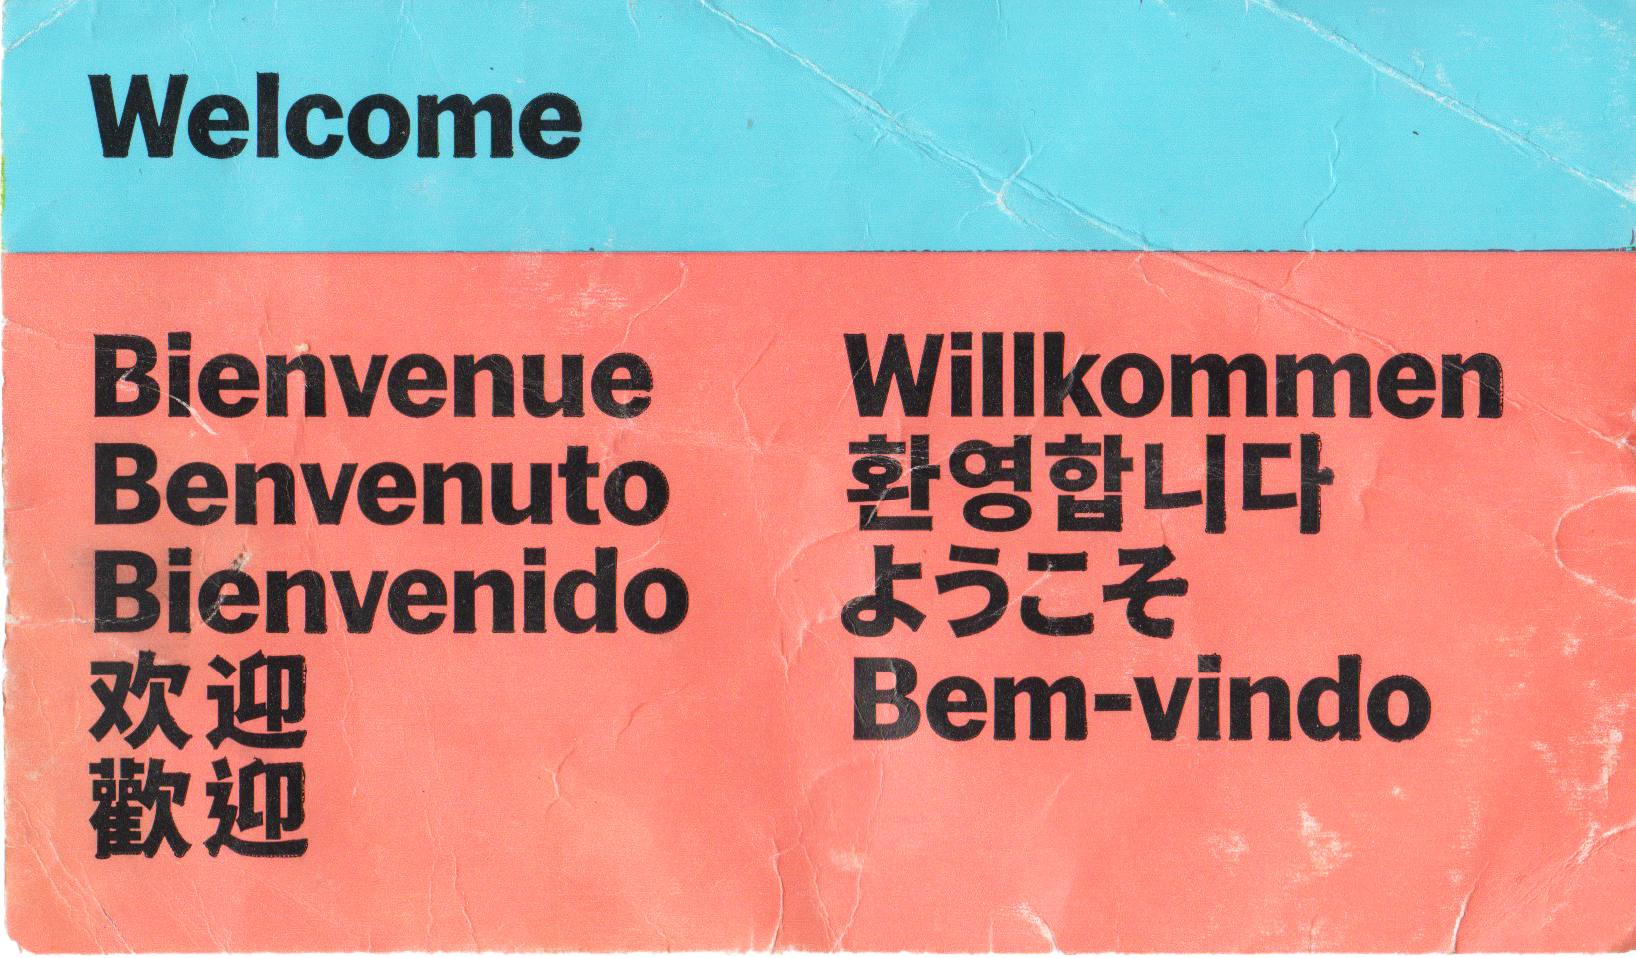 Welcome
Bienvenue
Benvenuto
Bienvenido
欢迎
歡迎
Willkommen
환영합니다
ようこそ
Bem-vindo